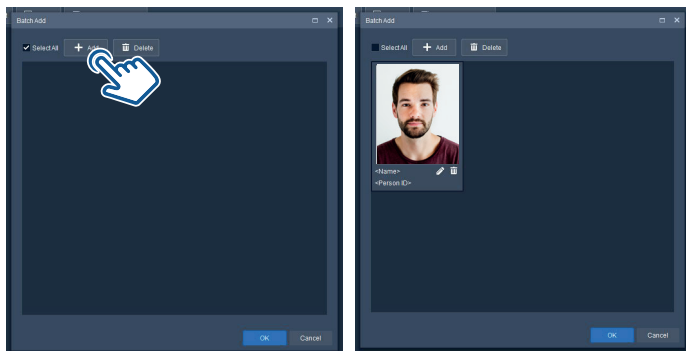 Batch Add
Select All
Add
Delete
OK
Cancel
Batch Add
Select All
Add
Delete
<Name>
<Person ID>
OK
Cancel